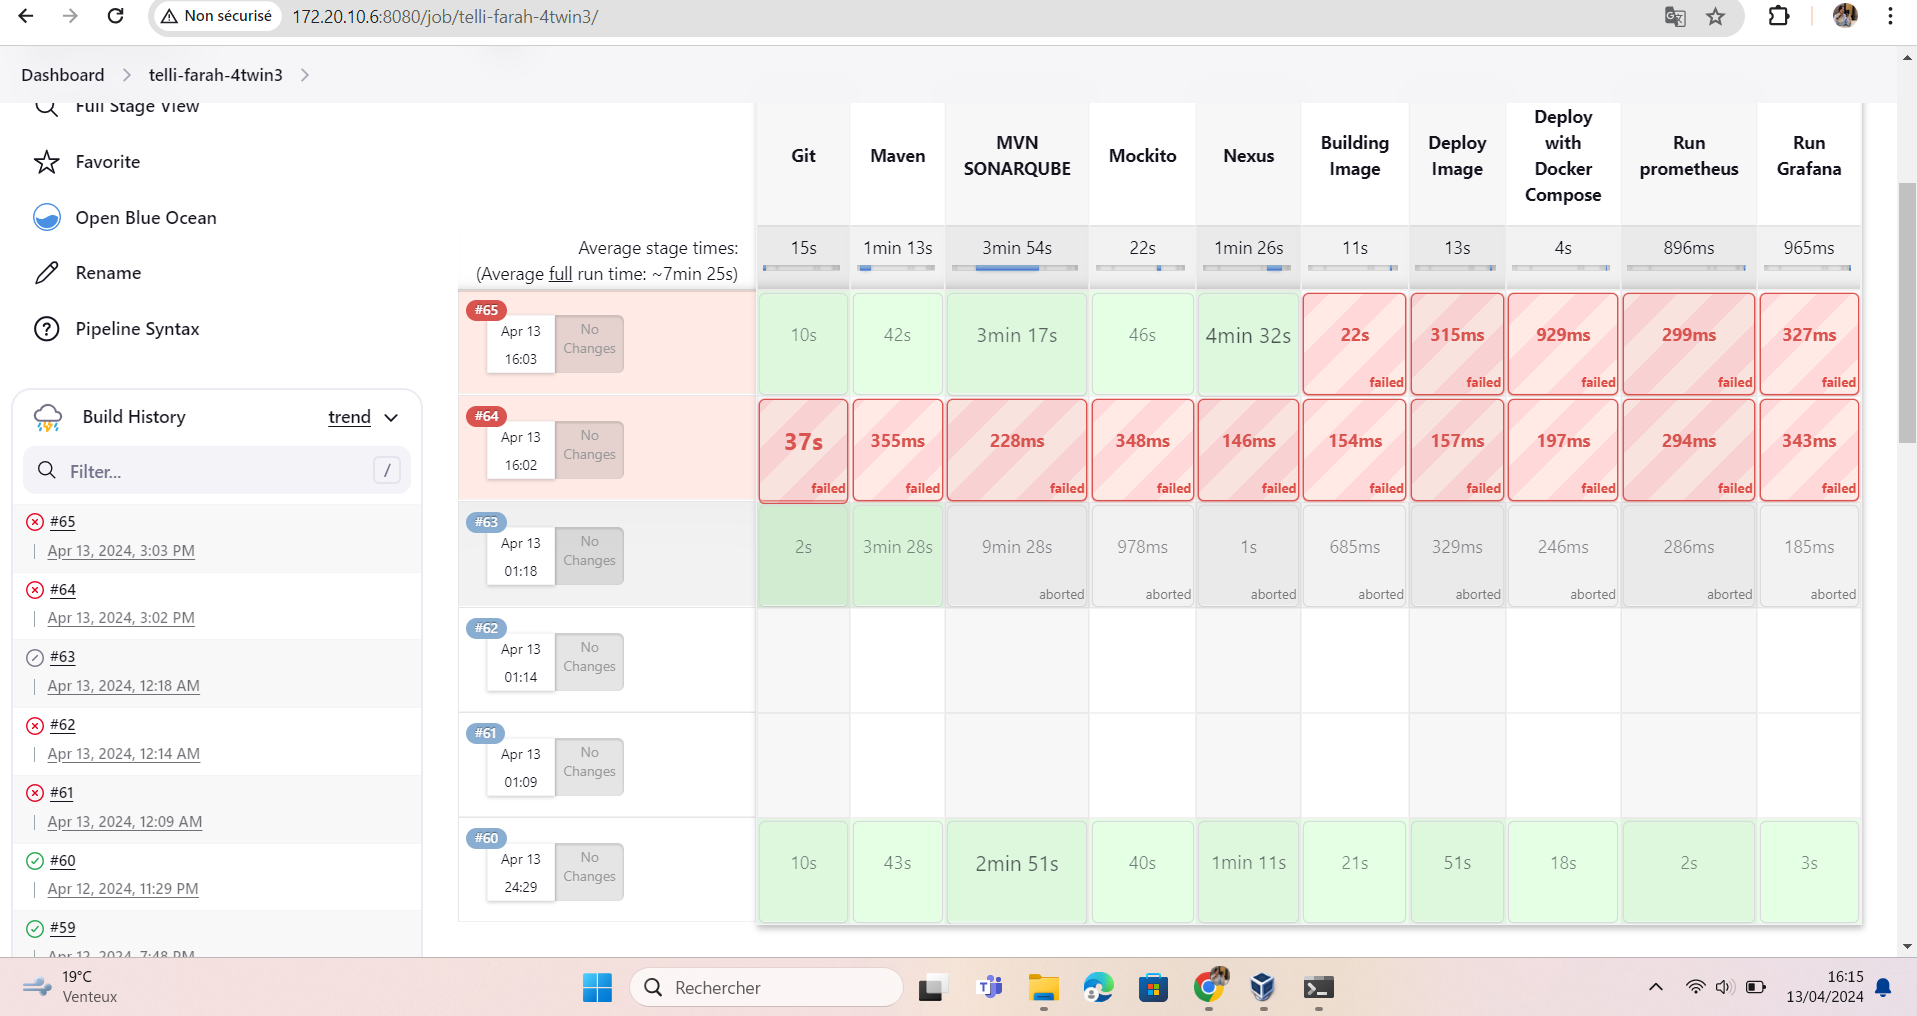 Non sécurisé
172.20.10.6:8080/job/telli-farah-4twin3/
Dashboard
telli-farah-4twin3
Full Stage View
Favorite
Open Blue Ocean
Rename
Pipeline Syntax
Build History
trend
Filter...
/
#65
Apr 13, 2024, 3:03 PM
#64
Apr 13, 2024, 3:02 PM
#63
Apr 13, 2024, 12:18 AM
#62
Apr 13, 2024, 12:14 AM
#61
Apr 13, 2024, 12:09 AM
#60
Apr 12, 2024, 11:29 PM
#59
Apr 12, 2024, 7:48 PM
Git
Maven
MVN
SONARQUBE
Mockito
Nexus
Building
Image
Deploy
Image
Deploy
with
Docker
Compose
Run
prometheus
Run
Grafana
Average stage times:
(Average full run time: ~7min 25s)
15s
1min 13s
3min 54s
22s
1min 26s
11s
13s
4s
896ms
965ms
#65
Apr 13
16:03
No
Changes
10s
42s
3min 17s
46s
4min 32s
22s
failed
315ms
failed
929ms
failed
299ms
failed
327ms
failed
#64
Apr 13
16:02
No
Changes
37s
failed
355ms
failed
228ms
failed
348ms
failed
146ms
failed
154ms
failed
157ms
failed
197ms
failed
294ms
failed
343ms
failed
#63
Apr 13
01:18
No
Changes
2s
3min 28s
9min 28s
aborted
978ms
aborted
1s
aborted
685ms
aborted
329ms
aborted
246ms
aborted
286ms
aborted
185ms
aborted
#62
Apr 13
01:14
No
Changes
#61
Apr 13
01:09
No
Changes
#60
Apr 13
24:29
No
Changes
10s
43s
2min 51s
40s
1min 11s
21s
51s
18s
2s
3s
19°C
Venteux
Rechercher
16:15
13/04/2024